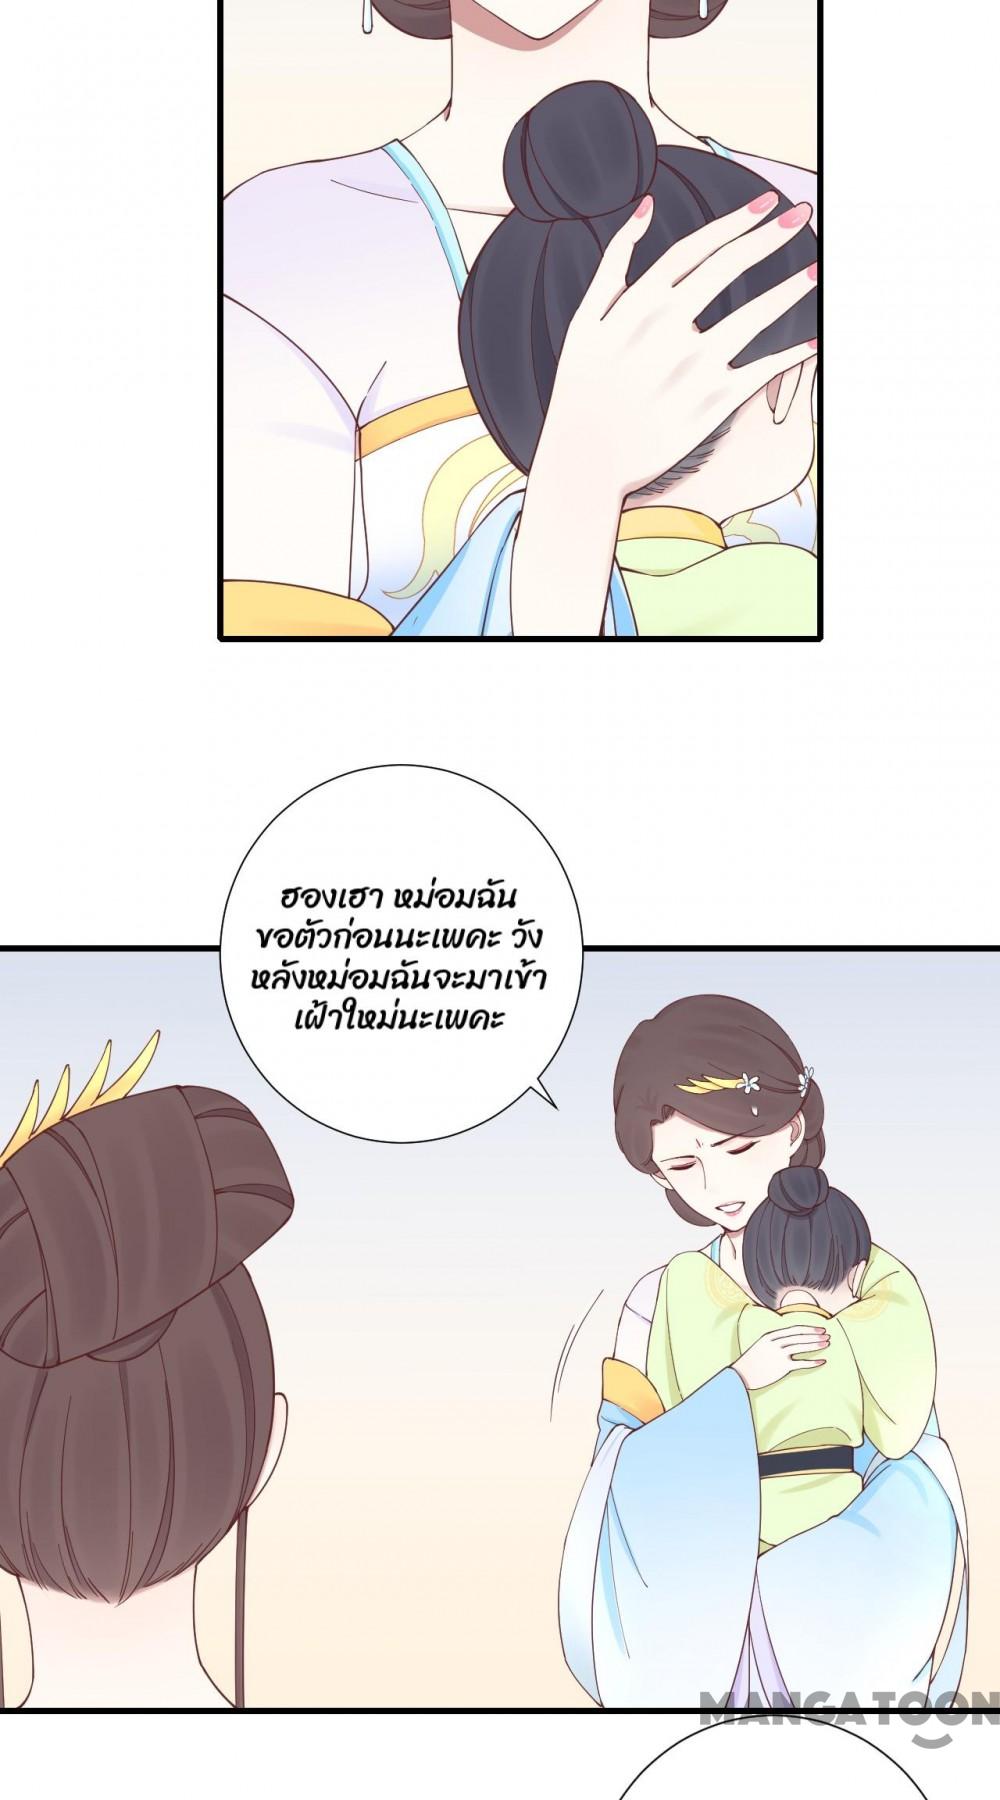 ฮองเฮา หม่อมฉัน
ขอตัวก่อนนะเพคะ วัง
หลังหม่อมฉันจะมาเข้า
เฝ้าใหม่นะเพคะ
MANGATOON